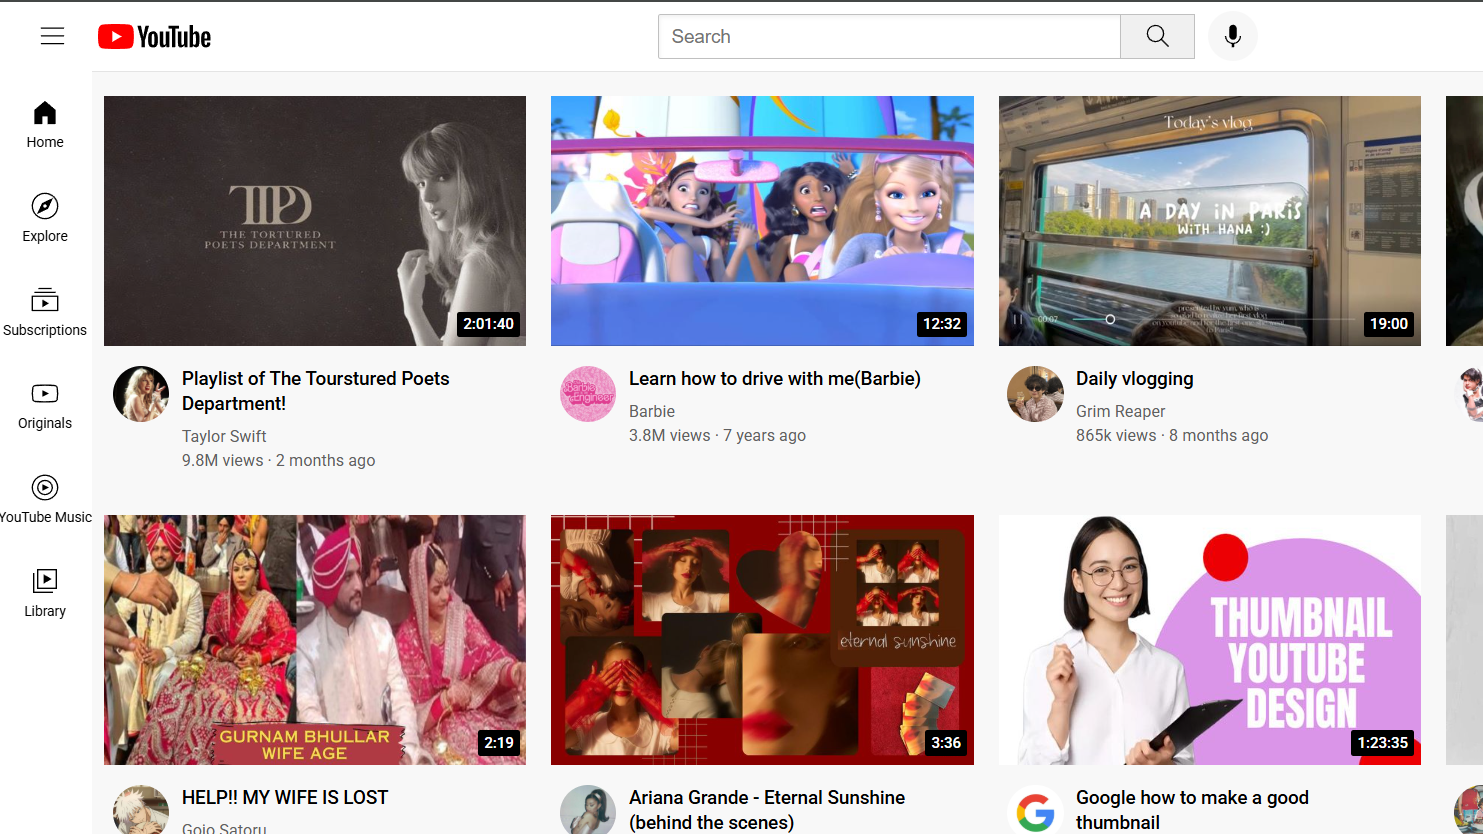 YouTube
Search
Home
Explore
Subscriptions
Originals
YouTube Music
Library
TTPD
THE TORTURED
POETS DEPARTMENT
2:01:40
12:32
Today's vlog
A DAY iN PARiS
WiTH HANA :)
00:07
19:00
Playlist of The Tourstured Poets
Department!
Taylor Swift
9.8M views · 2 months ago
Barbie
Engineer
Learn how to drive with me(Barbie)
Barbie
3.8M views · 7 years ago
Daily vlogging
Grim Reaper
865k views · 8 months ago
GURNAM BHULLAR
WIFE AGE
2:19
eternal sunshine
3:36
THUMBNAIL
YOUTUBE
DESIGN
1:23:35
HELP!! MY WIFE IS LOST
Gojo Satoru
Ariana Grande - Eternal Sunshine
(behind the scenes)
Google how to make a good
thumbnail